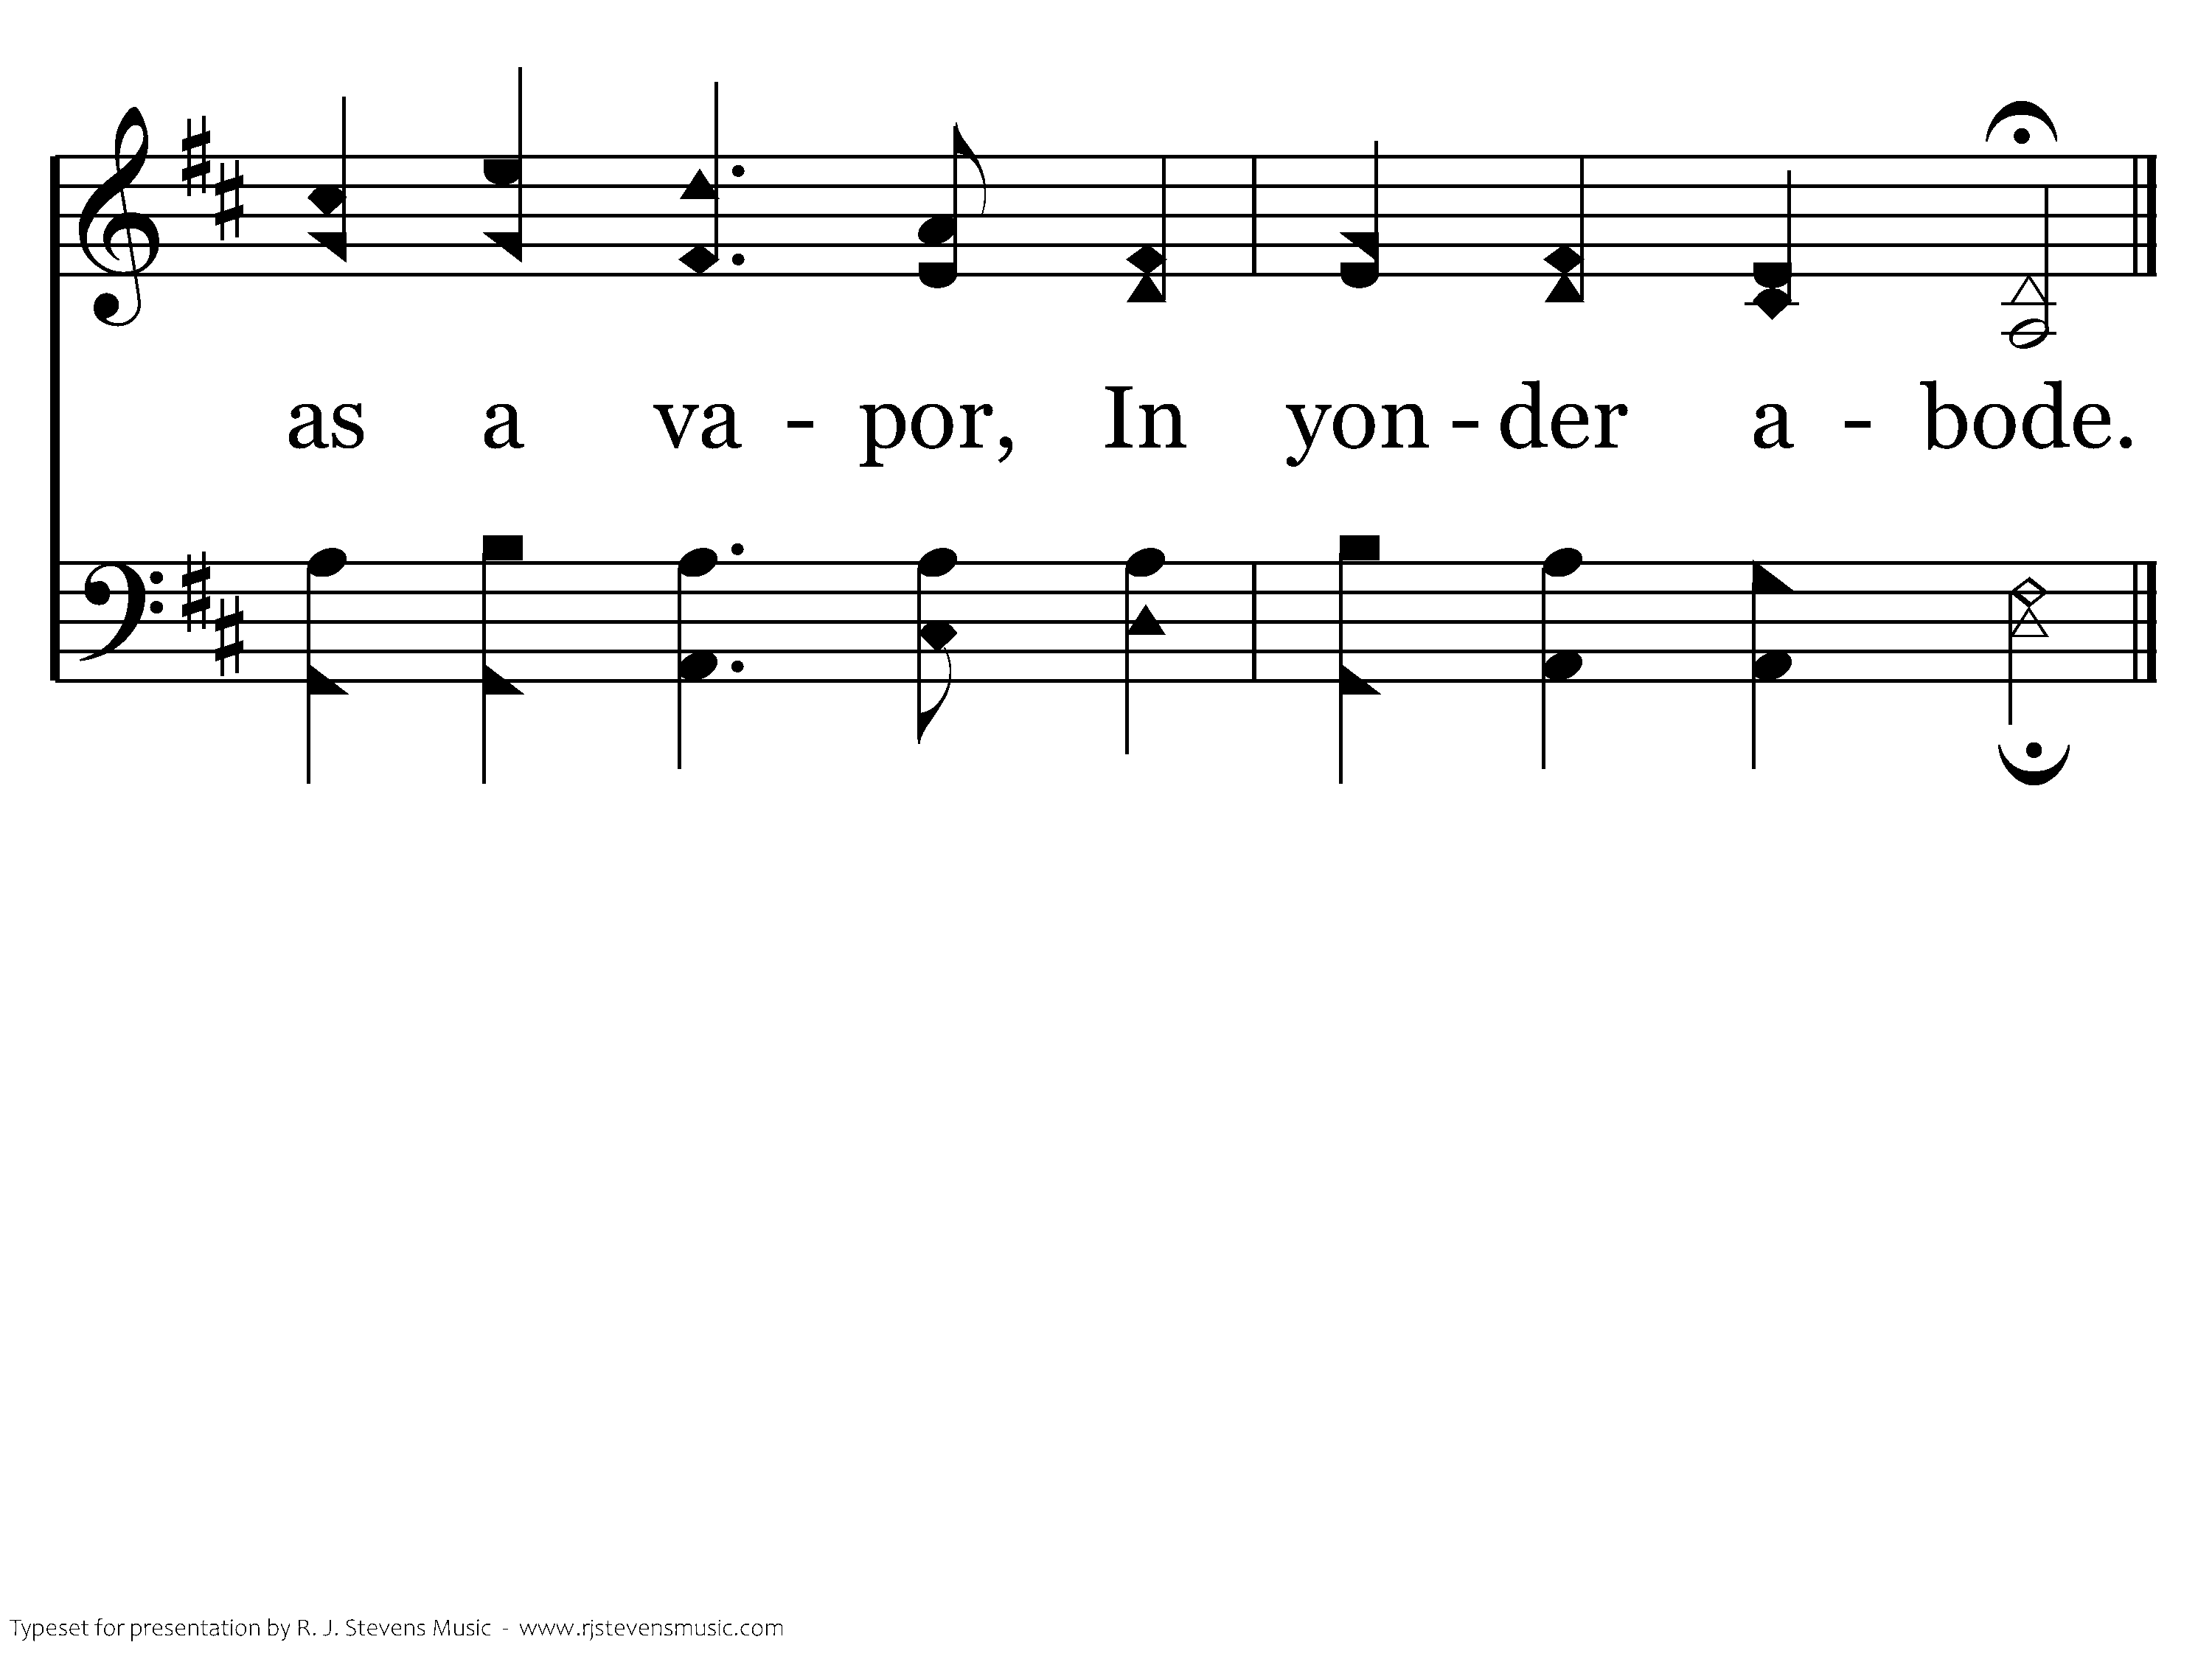 as a va - por, In yon - der a - bode.
Typeset for presentation by R. J. Stevens Music - www.rjstevensmusic.com